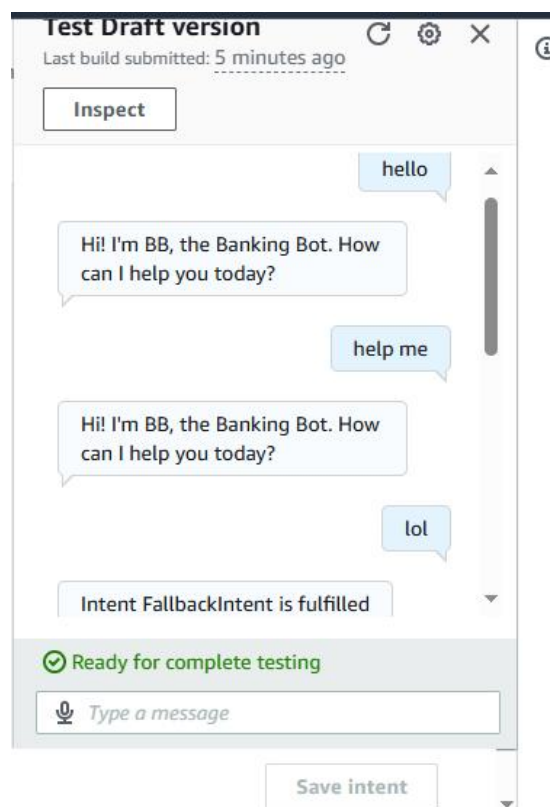 Test Draft version
Last build submitted: 5 minutes ago
Inspect
hello
Hi! I'm BB, the Banking Bot. How
can I help you today?
help me
Hi! I'm BB, the Banking Bot. How
can I help you today?
lol
Intent FallbackIntent is fulfilled
Ready for complete testing
Type a message
Save intent